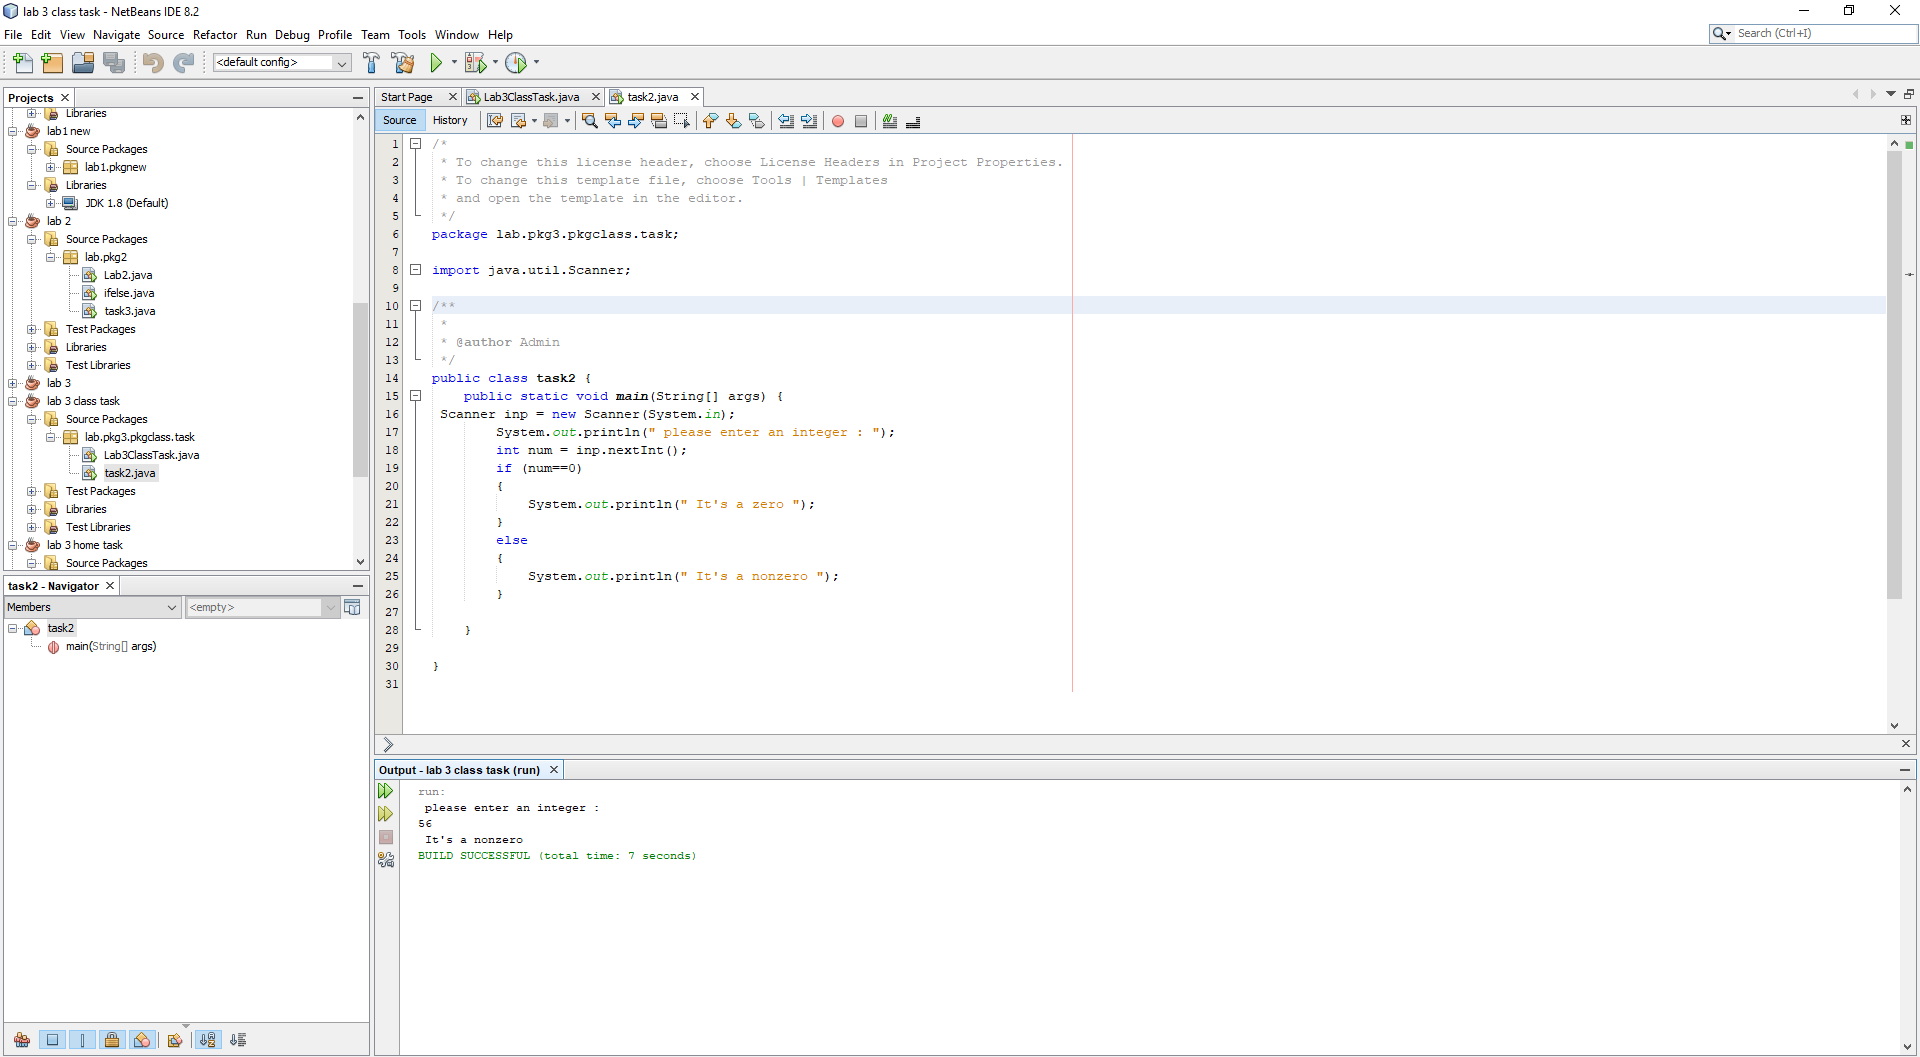 lab 3 class task - NetBeans IDE 8.2
File Edit View Navigate Source Refactor Run Debug Profile Team Tools Window Help
Search (Ctrl+I)
<default config>
Projects
Libraries
lab1 new
Source Packages
lab1.pkgnew
Libraries
JDK 1.8 (Default)
lab 2
Source Packages
lab.pkg2
Lab2.java
ifelse.java
task3.java
Test Packages
Libraries
Test Libraries
lab 3
lab 3 class task
Source Packages
lab.pkg3.pkgclass.task
Lab3ClassTask.java
task2.java
Test Packages
Libraries
Test Libraries
lab 3 home task
Source Packages
task2 - Navigator
Members
<empty>
task2
main(String[] args)
Start Page Lab3ClassTask.java task2.java
Source History
1 /*
2 * To change this license header, choose License Headers in Project Properties.
3 * To change this template file, choose Tools | Templates
4 * and open the template in the editor.
5 */
6 package lab.pkg3.pkgclass.task;
7
8 import java.util.Scanner;
9
10 /**
11 *
12 * @author Admin
13 */
14 public class task2 {
15 public static void main(String[] args) {
16 Scanner inp = new Scanner(System.in);
17 System.out.println(" please enter an integer : ");
18 int num = inp.nextInt();
19 if (num==0)
20 {
21 System.out.println(" It's a zero ");
22 }
23 else
24 {
25 System.out.println(" It's a nonzero ");
26 }
27
28 }
29
30 }
31
Output - lab 3 class task (run)
run:
please enter an integer :
56
It's a nonzero
BUILD SUCCESSFUL (total time: 7 seconds)